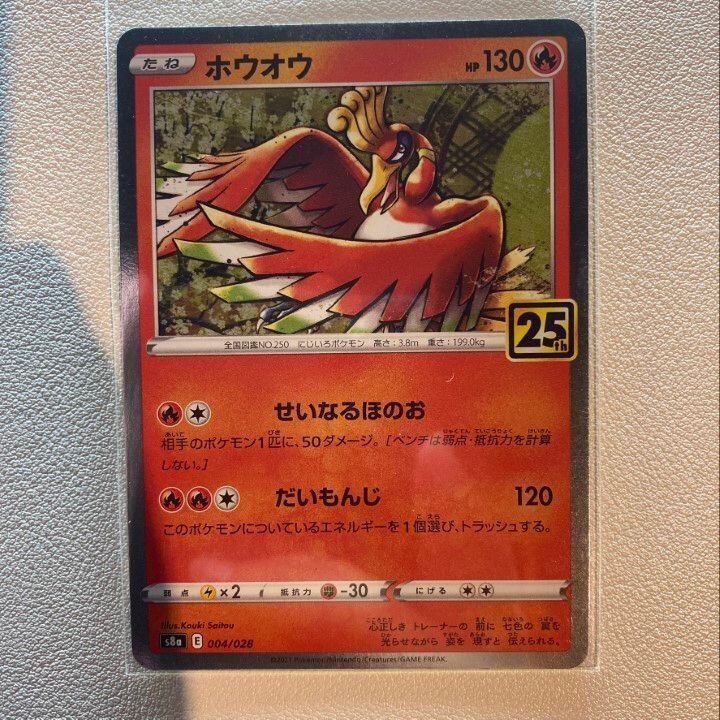 たね ホウオウ HP 130
25th
全国図鑑NO.250 にじいろポケモン 高さ:3.8m 重さ:199.0kg
せいなるほのお
相手のポケモン1匹に、50ダメージ。[ベンチは弱点・抵抗力を計算
しない。]
だいもんじ 120
このポケモンについているエネルギーを1個選び、トラッシュする。
弱点 ×2 抵抗力 -30 にげる
Illus.Kouki Saitou
心正しき トレーナーの 前に 七色の 翼を
s8a E 004/028
光らせながら 姿を 現すと 伝えられる。
©2021 Pokémon/Nintendo/Creatures/GAME FREAK.